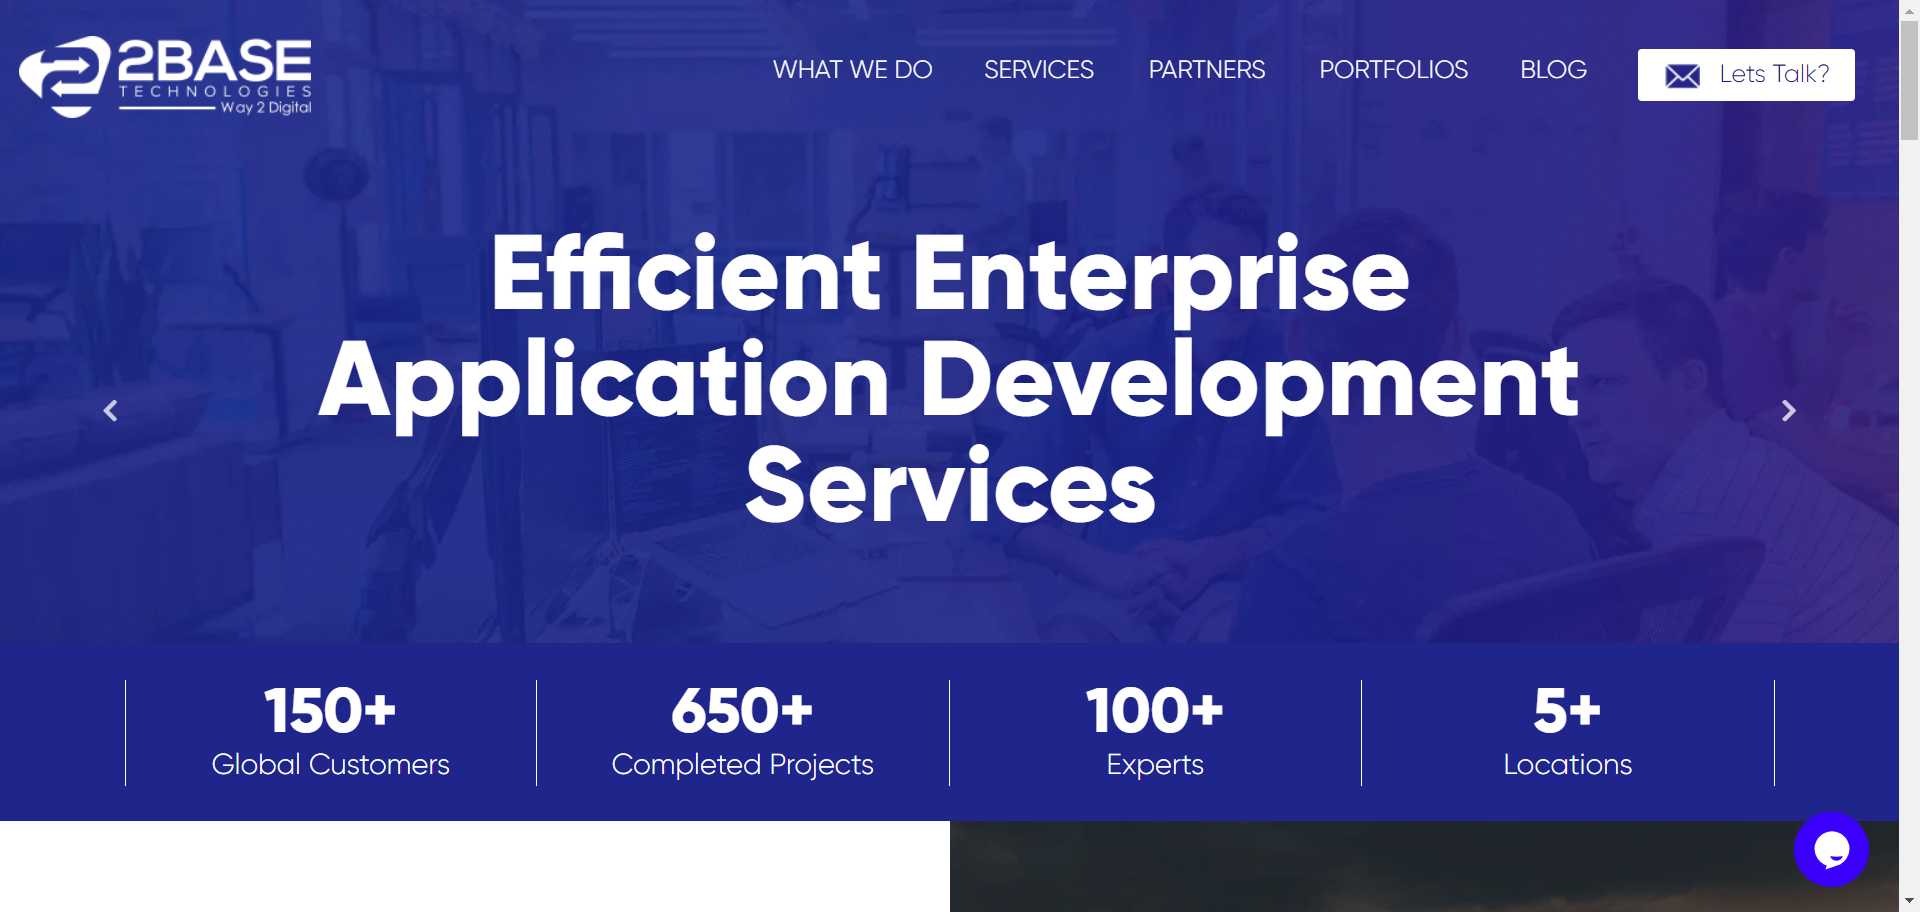 2BASE
TECHNOLOGIES
Way 2 Digital
WHAT WE DO
SERVICES
PARTNERS
PORTFOLIOS
BLOG
Lets Talk?
Efficient Enterprise
Application Development
Services
150+
Global Customers
650+
Completed Projects
100+
Experts
5+
Locations